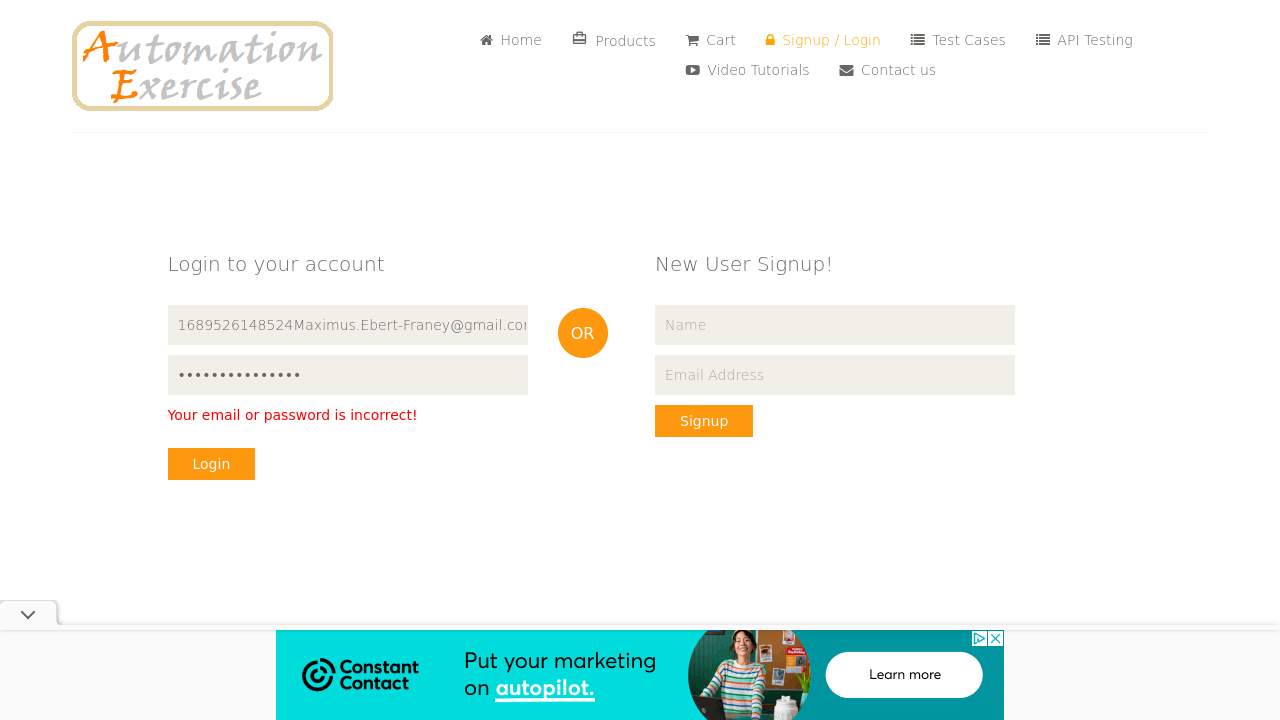 Automation
Exercise
Home
Products
Cart
Signup / Login
Test Cases
API Testing
Video Tutorials
Contact us
Login to your account
1689526148524Maximus.Ebert-Franey@gmail.com
•••••••••••••••
Your email or password is incorrect!
Login
OR
New User Signup!
Name
Email Address
Signup
Constant
Contact
Put your marketing
on autopilot.
Learn more